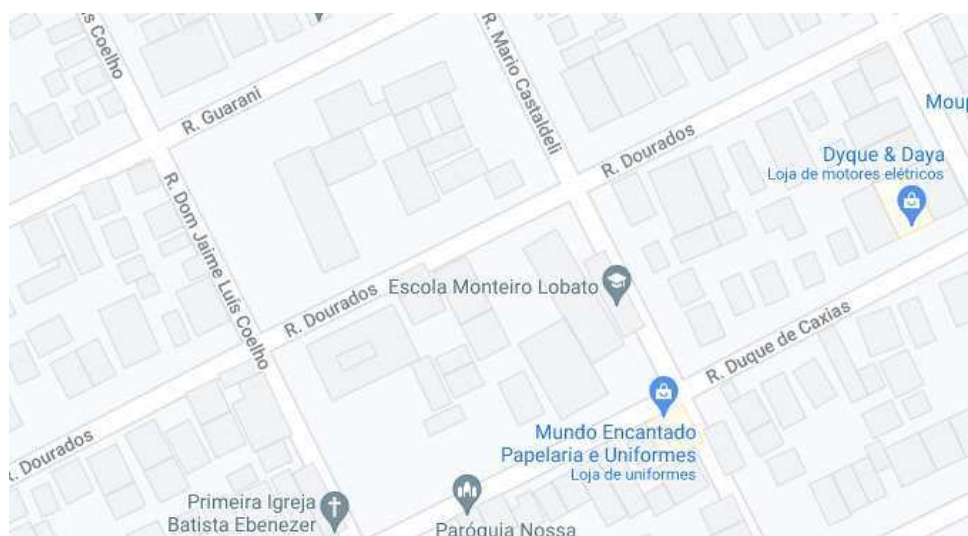 s Coelho
R. Mario Castaldeli
R. Guarani
Moup
R. Dourados
Dyque & Daya
Loja de motores elétricos
R. Dom Jaime Luís Coelho
Escola Monteiro Lobato
R. Dourados
R. Duque de Caxias
Mundo Encantado
Papelaria e Uniformes
Loja de uniformes
R. Dourados
Primeira Igreja
Batista Ebenezer
Paróquia Nossa